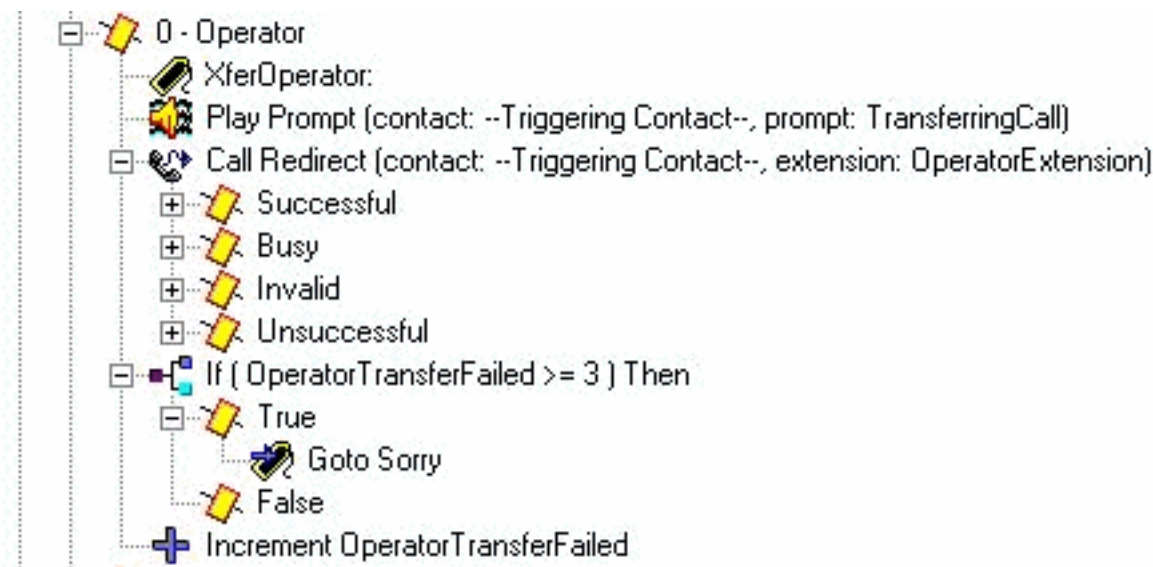 0 - Operator
XferOperator:
Play Prompt (contact: --Triggering Contact--, prompt: TransferringCall)
Call Redirect (contact: --Triggering Contact--, extension: OperatorExtension)
Successful
Busy
Invalid
Unsuccessful
If ( OperatorTransferFailed >= 3 ) Then
True
Goto Sorry
False
Increment OperatorTransferFailed